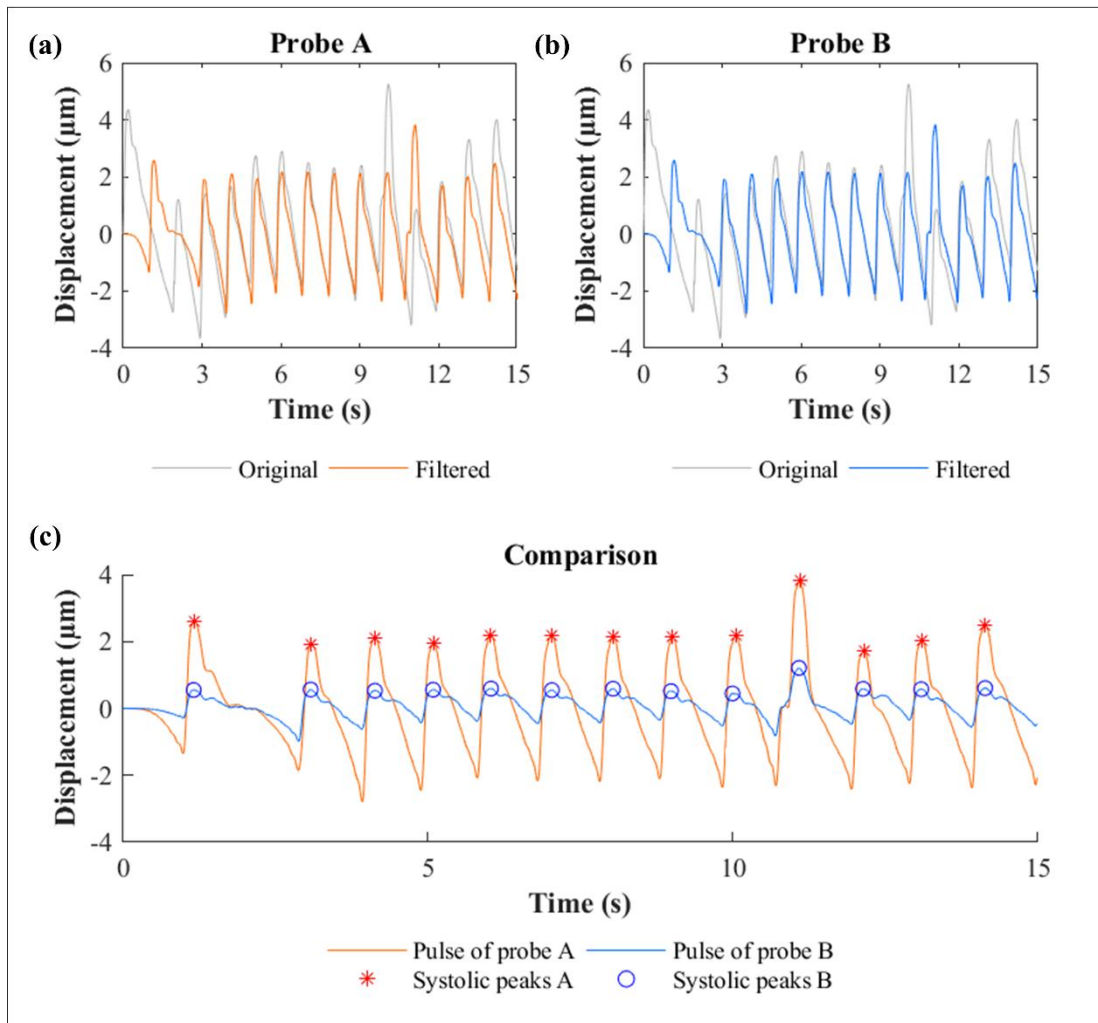 (a)
Probe A
Displacement (μm)
6
4
2
0
-2
-4
0 3 6 9 12 15
Time (s)
Original Filtered
(b)
Probe B
Displacement (μm)
6
4
2
0
-2
-4
0 3 6 9 12 15
Time (s)
Original Filtered
(c)
Comparison
Displacement (μm)
4
2
0
-2
-4
0 5 10 15
Time (s)
Pulse of probe A Pulse of probe B
Systolic peaks A Systolic peaks B